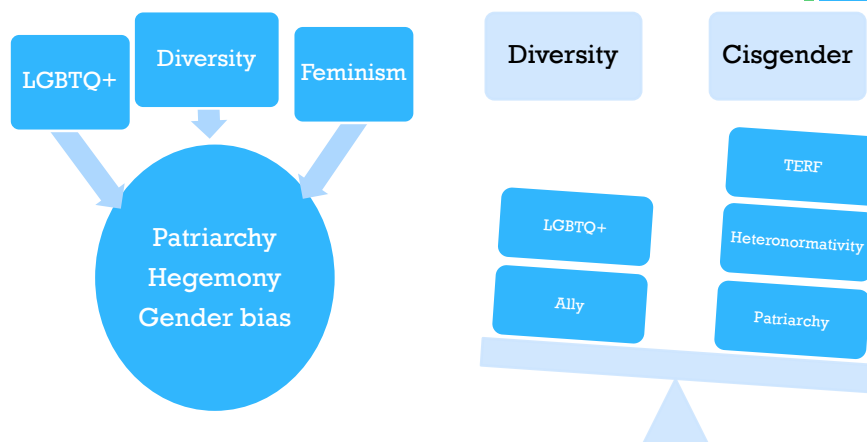 LGBTQ+
Diversity
Feminism
Patriarchy
Hegemony
Gender bias
Diversity
Cisgender
LGBTQ+
Ally
TERF
Heteronormativity
Patriarchy